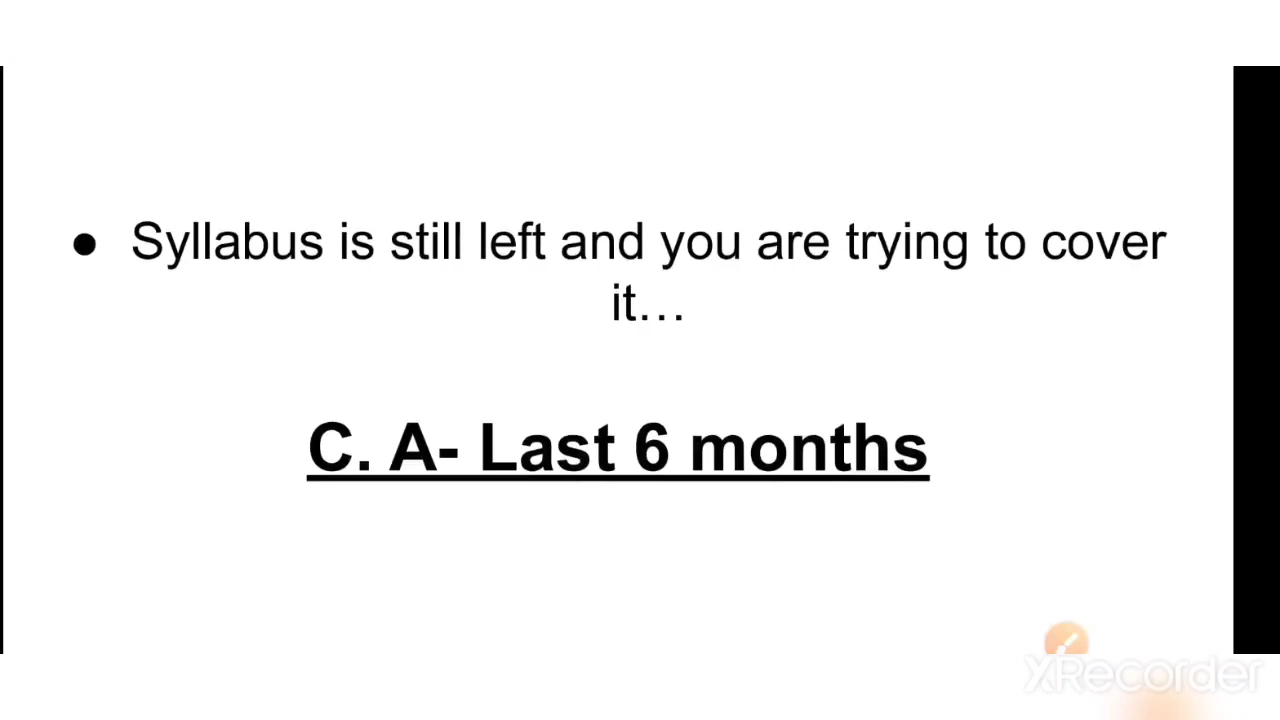 ● Syllabus is still left and you are trying to cover
it…
C. A- Last 6 months
XRecorder